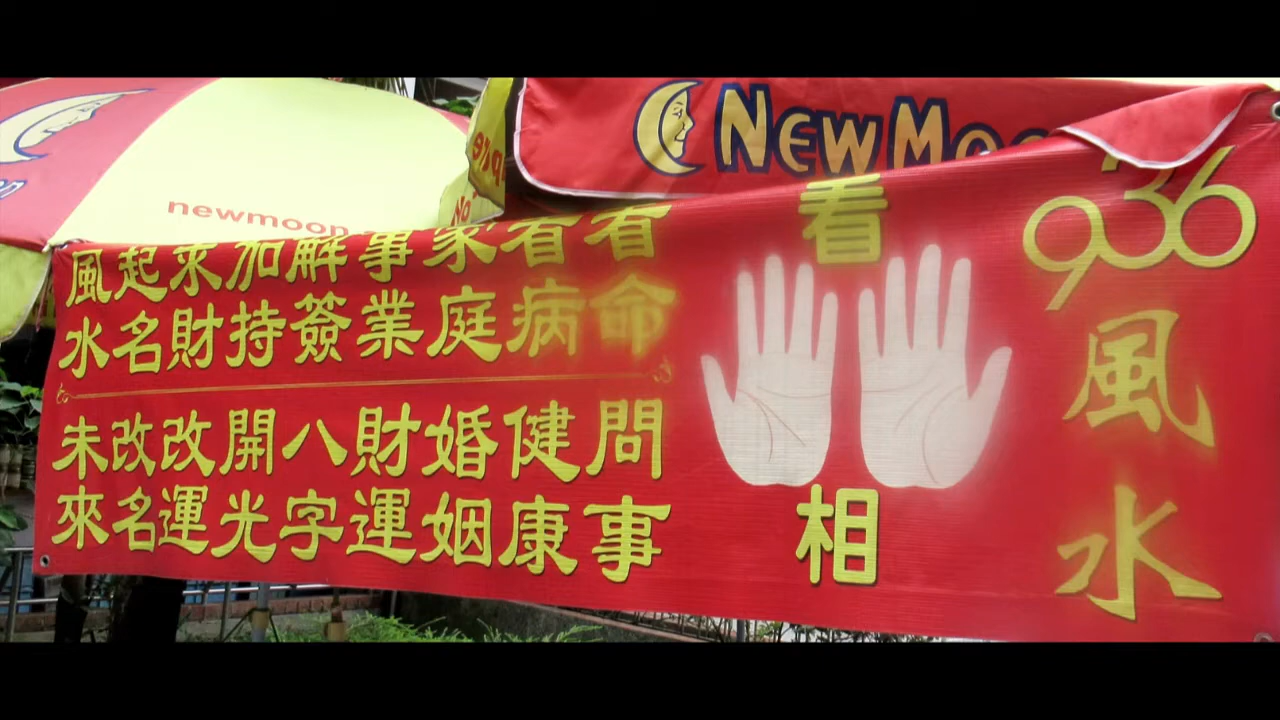 newmoon
NEWMOO
936
風水
看相
看命
看病
家庭
事業
解簽
加持
求財
起名
風水
問事
健康
婚姻
財運
八字
開光
改運
改名
未來